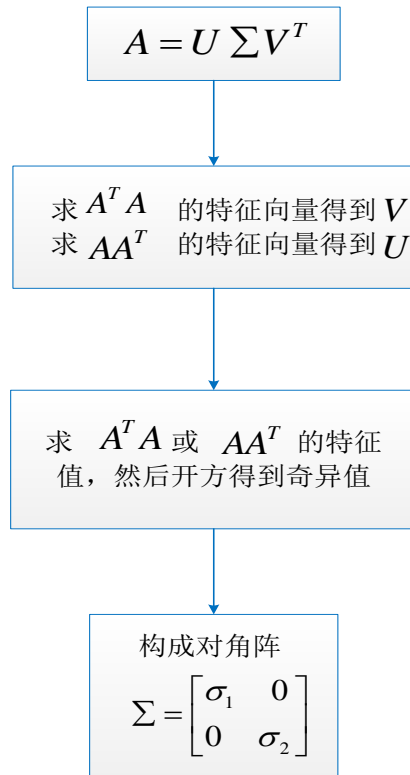 A = U ∑ V^T
求 A^T A 的特征向量得到 V
求 AA^T 的特征向量得到 U
求 A^T A 或 AA^T 的特征
值，然后开方得到奇异值
构成对角阵
∑ = [σ₁ 0
0 σ₂]